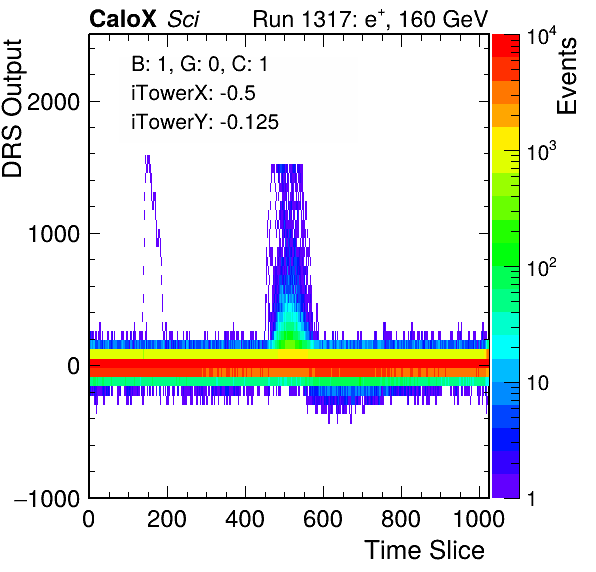 CaloX Sci
Run 1317: e+, 160 GeV
B: 1, G: 0, C: 1
iTowerX: -0.5
iTowerY: -0.125
DRS Output
2000
1000
0
−1000
0 200 400 600 800 1000
Time Slice
Events
10^4
10^3
10^2
10
1